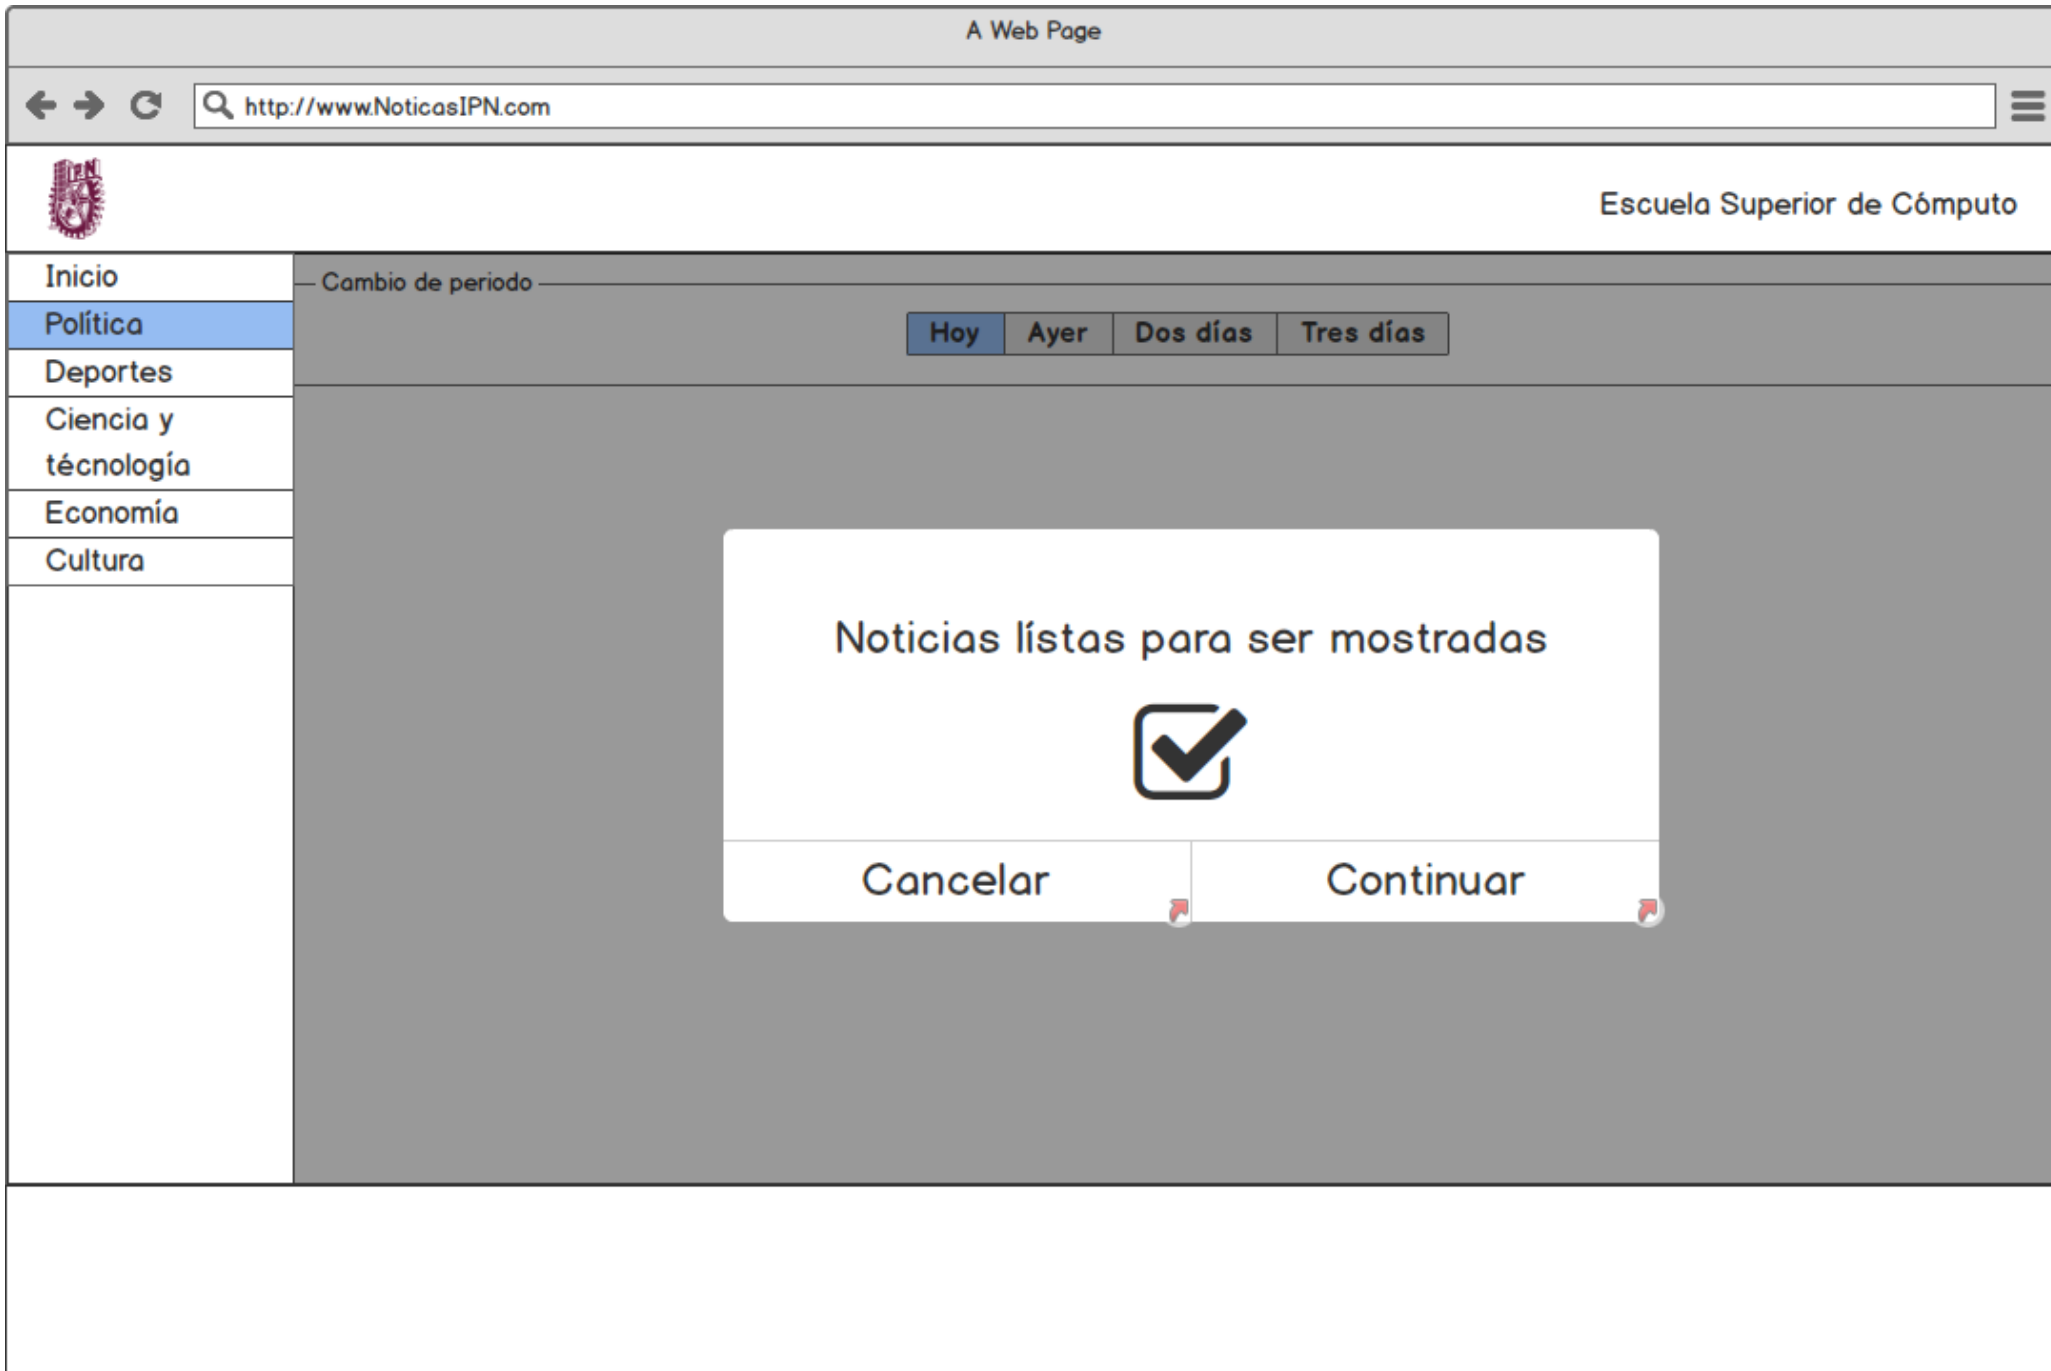 A Web Page
http://www.NoticasIPN.com
IPN
Escuela Superior de Cómputo
Inicio
Política
Deportes
Ciencia y
técnología
Economía
Cultura
Cambio de periodo
Hoy Ayer Dos días Tres días
Noticias lístas para ser mostradas
Cancelar Continuar